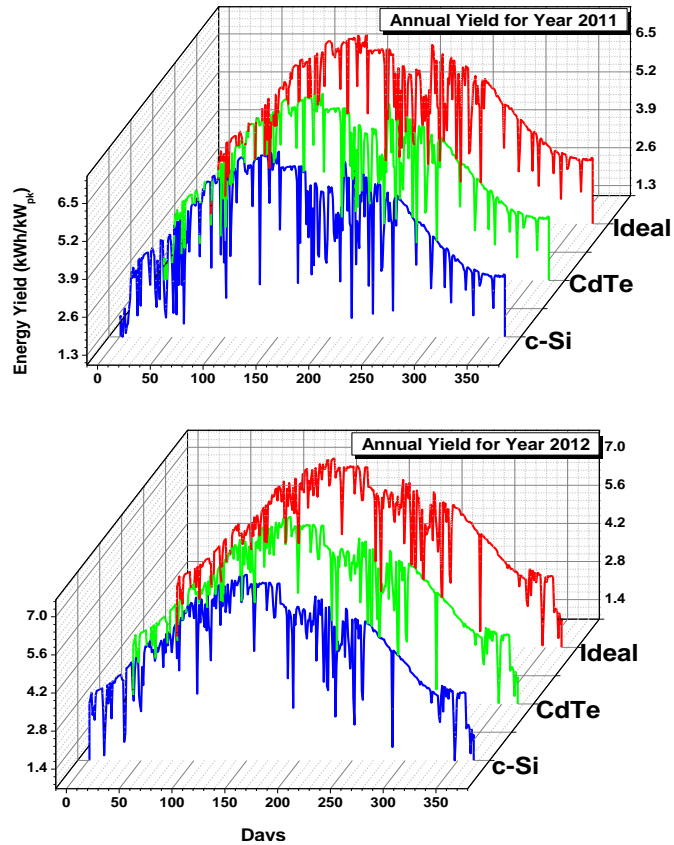 Annual Yield for Year 2011
6.5
5.2
3.9
2.6
1.3
Energy Yield (kWh/kWpk)
6.5
5.2
3.9
2.6
1.3
Ideal
CdTe
c-Si
0 50 100 150 200 250 300 350
Annual Yield for Year 2012
7.0
5.6
4.2
2.8
1.4
7.0
5.6
4.2
2.8
1.4
Ideal
CdTe
c-Si
0 50 100 150 200 250 300 350
Days